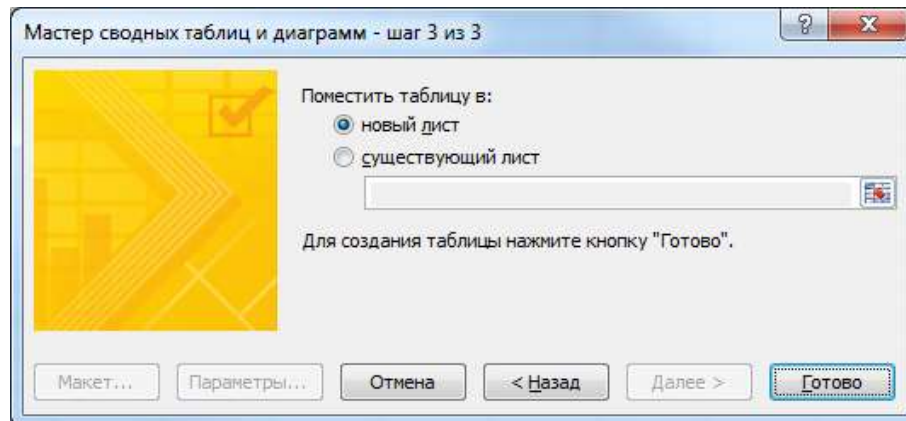 Мастер сводных таблиц и диаграмм - шаг 3 из 3
Поместить таблицу в:
новый лист
существующий лист
Для создания таблицы нажмите кнопку "Готово".
Макет... Параметры... Отмена < Назад Далее > Готово